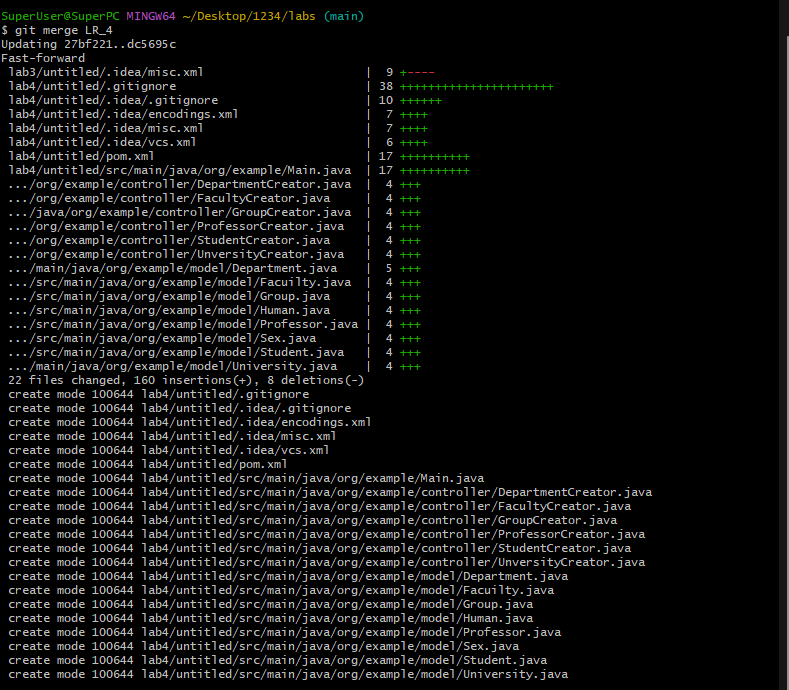 SuperUser@SuperPC MINGW64 ~/Desktop/1234/labs (main)
$ git merge LR_4
Updating 27bf221..dc5695c
Fast-forward
 lab3/untitled/.idea/misc.xml                       |  9 +----
 lab4/untitled/.gitignore                           | 38 ++++++++++++++++++++++
 lab4/untitled/.idea/.gitignore                     | 10 ++++++
 lab4/untitled/.idea/encodings.xml                  |  7 ++++
 lab4/untitled/.idea/misc.xml                       |  7 ++++
 lab4/untitled/.idea/vcs.xml                        |  6 ++++
 lab4/untitled/pom.xml                              | 17 ++++++++++
 lab4/untitled/src/main/java/org/example/Main.java  | 17 ++++++++++
 .../org/example/controller/DepartmentCreator.java  |  4 +++
 .../org/example/controller/FacultyCreator.java     |  4 +++
 .../java/org/example/controller/GroupCreator.java  |  4 +++
 .../org/example/controller/ProfessorCreator.java   |  4 +++
 .../org/example/controller/StudentCreator.java     |  4 +++
 .../org/example/controller/UnversityCreator.java   |  4 +++
 .../main/java/org/example/model/Department.java    |  5 +++
 .../src/main/java/org/example/model/Facuilty.java  |  4 +++
 .../src/main/java/org/example/model/Group.java     |  4 +++
 .../src/main/java/org/example/model/Human.java     |  4 +++
 .../src/main/java/org/example/model/Professor.java |  4 +++
 .../src/main/java/org/example/model/Sex.java       |  4 +++
 .../src/main/java/org/example/model/Student.java   |  4 +++
 .../main/java/org/example/model/University.java    |  4 +++
 22 files changed, 160 insertions(+), 8 deletions(-)
 create mode 100644 lab4/untitled/.gitignore
 create mode 100644 lab4/untitled/.idea/.gitignore
 create mode 100644 lab4/untitled/.idea/encodings.xml
 create mode 100644 lab4/untitled/.idea/misc.xml
 create mode 100644 lab4/untitled/.idea/vcs.xml
 create mode 100644 lab4/untitled/pom.xml
 create mode 100644 lab4/untitled/src/main/java/org/example/Main.java
 create mode 100644 lab4/untitled/src/main/java/org/example/controller/DepartmentCreator.java
 create mode 100644 lab4/untitled/src/main/java/org/example/controller/FacultyCreator.java
 create mode 100644 lab4/untitled/src/main/java/org/example/controller/GroupCreator.java
 create mode 100644 lab4/untitled/src/main/java/org/example/controller/ProfessorCreator.java
 create mode 100644 lab4/untitled/src/main/java/org/example/controller/StudentCreator.java
 create mode 100644 lab4/untitled/src/main/java/org/example/controller/UnversityCreator.java
 create mode 100644 lab4/untitled/src/main/java/org/example/model/Department.java
 create mode 100644 lab4/untitled/src/main/java/org/example/model/Facuilty.java
 create mode 100644 lab4/untitled/src/main/java/org/example/model/Group.java
 create mode 100644 lab4/untitled/src/main/java/org/example/model/Human.java
 create mode 100644 lab4/untitled/src/main/java/org/example/model/Professor.java
 create mode 100644 lab4/untitled/src/main/java/org/example/model/Sex.java
 create mode 100644 lab4/untitled/src/main/java/org/example/model/Student.java
 create mode 100644 lab4/untitled/src/main/java/org/example/model/University.java